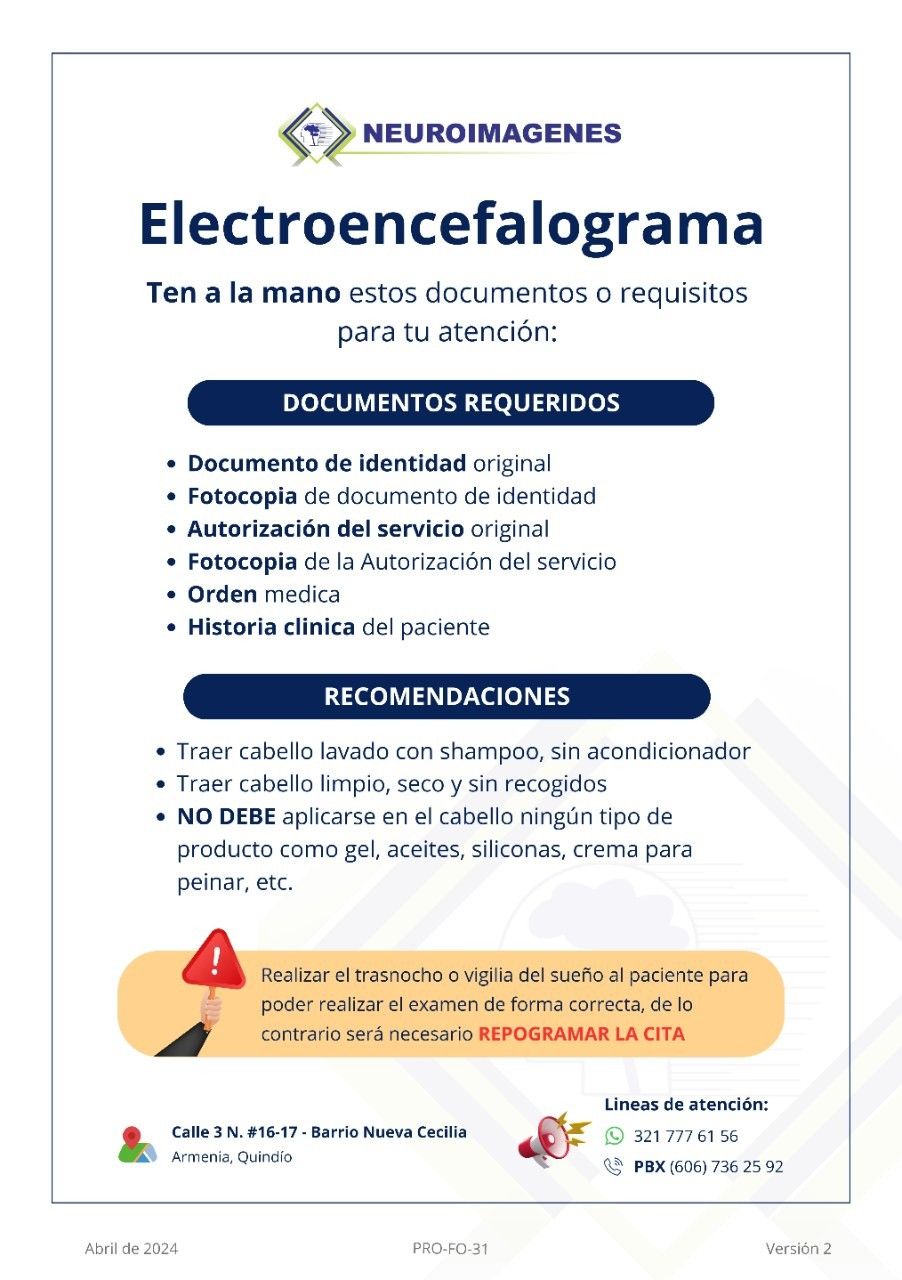 NEUROIMAGENES
Electroencefalograma
Ten a la mano estos documentos o requisitos
para tu atención:
DOCUMENTOS REQUERIDOS
• Documento de identidad original
• Fotocopia de documento de identidad
• Autorización del servicio original
• Fotocopia de la Autorización del servicio
• Orden medica
• Historia clinica del paciente
RECOMENDACIONES
• Traer cabello lavado con shampoo, sin acondicionador
• Traer cabello limpio, seco y sin recogidos
• NO DEBE aplicarse en el cabello ningún tipo de
producto como gel, aceites, siliconas, crema para
peinar, etc.
Realizar el trasnocho o vigilia del sueño al paciente para
poder realizar el examen de forma correcta, de lo
contrario será necesario REPOGRAMAR LA CITA
Calle 3 N. #16-17 - Barrio Nueva Cecilia
Armenia, Quindío
Lineas de atención:
321 777 61 56
PBX (606) 736 25 92
Abril de 2024
PRO-FO-31
Versión 2